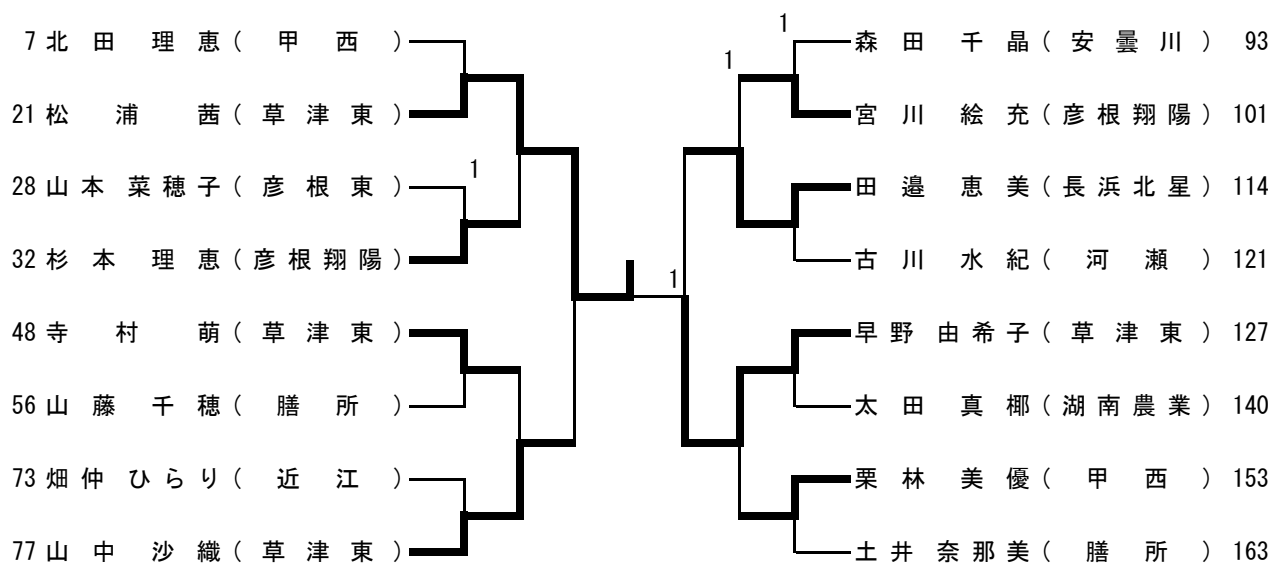 1
7 北田 理恵 ( 甲 西 ) 森田 千晶 ( 安曇川 ) 93
1
21 松浦 茜 ( 草津東 ) 宮川 絵充 ( 彦根翔陽 ) 101
1
28 山本 菜穂子 ( 彦根東 ) 田邉 恵美 ( 長浜北星 ) 114
32 杉本 理恵 ( 彦根翔陽 ) 古川 水紀 ( 河 瀬 ) 121
1
48 寺村 萌 ( 草津東 ) 早野 由希子 ( 草津東 ) 127
56 山藤 千穂 ( 膳 所 ) 太田 真椰 ( 湖南農業 ) 140
73 畑仲 ひらり ( 近 江 ) 栗林 美優 ( 甲 西 ) 153
77 山中 沙織 ( 草津東 ) 土井 奈那美 ( 膳 所 ) 163